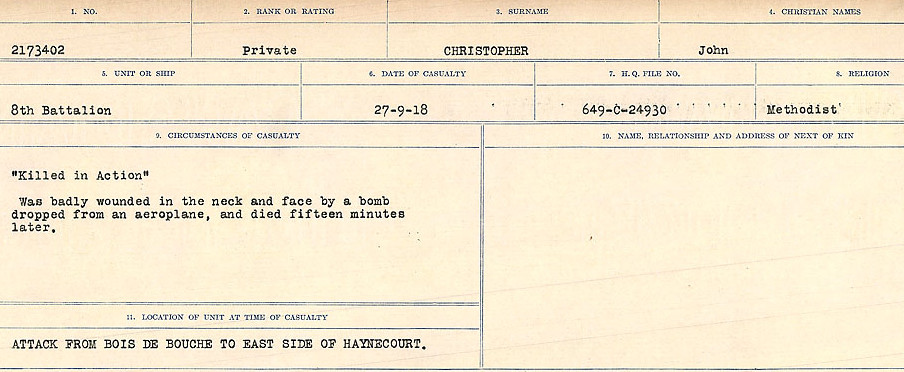 1. NO. 2. RANK OR RATING 3. SURNAME 4. CHRISTIAN NAMES
2173402 Private CHRISTOPHER John
5. UNIT OR SHIP 6. DATE OF CASUALTY 7. H.Q. FILE NO. 8. RELIGION
8th Battalion 27-9-18 649-C-24930 Methodist
9. CIRCUMSTANCES OF CASUALTY 10. NAME, RELATIONSHIP AND ADDRESS OF NEXT OF KIN
"Killed in Action"
Was badly wounded in the neck and face by a bomb
dropped from an aeroplane, and died fifteen minutes
later.
11. LOCATION OF UNIT AT TIME OF CASUALTY
ATTACK FROM BOIS DE BOUCHE TO EAST SIDE OF HAYNECOURT.